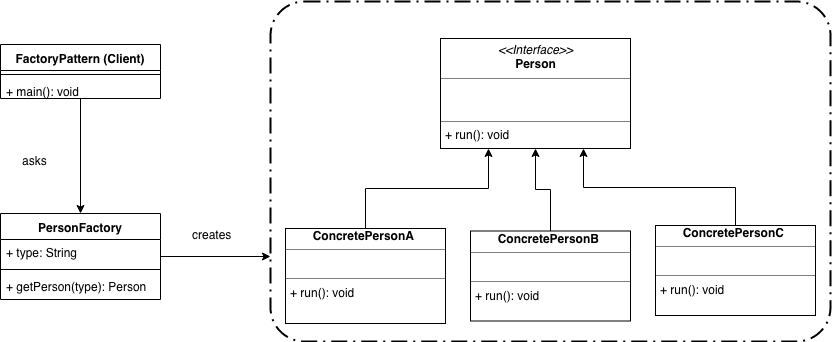 FactoryPattern (Client)
+ main(): void
asks
PersonFactory
+ type: String
+ getPerson(type): Person
creates
<<Interface>>
Person
+ run(): void
ConcretePersonA
+ run(): void
ConcretePersonB
+ run(): void
ConcretePersonC
+ run(): void